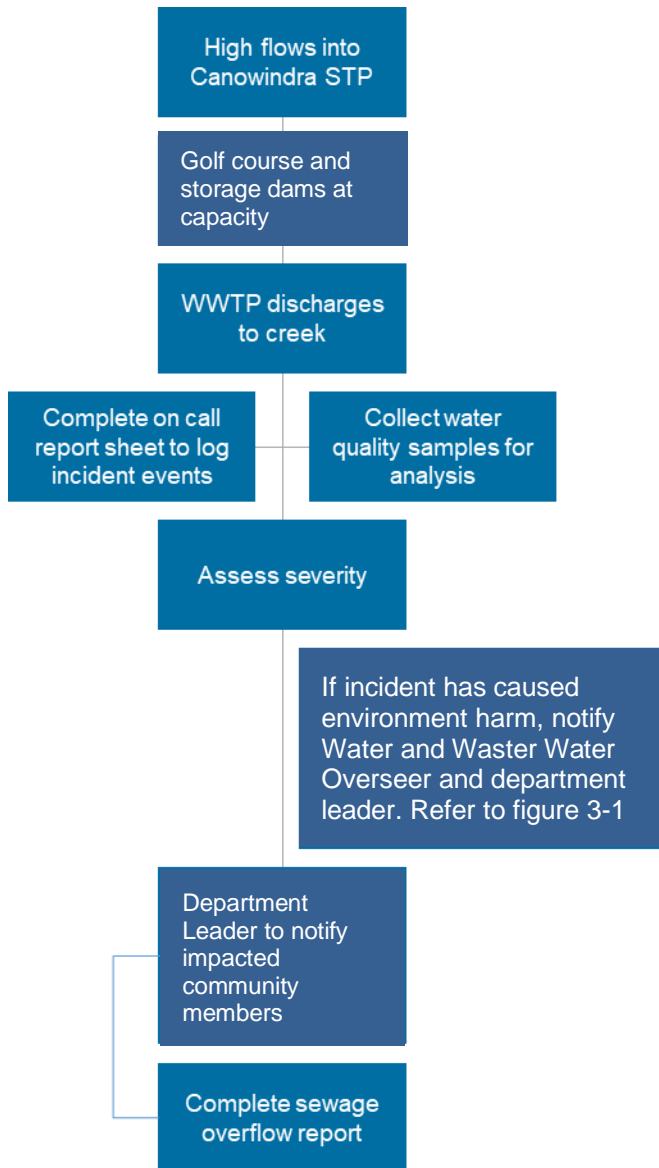 High flows into
Canowindra STP
Golf course and
storage dams at
capacity
WWTP discharges
to creek
Complete on call
report sheet to log
incident events
Collect water
quality samples for
analysis
Assess severity
If incident has caused
environment harm, notify
Water and Waster Water
Overseer and department
leader. Refer to figure 3-1
Department
Leader to notify
impacted
community
members
Complete sewage
overflow report